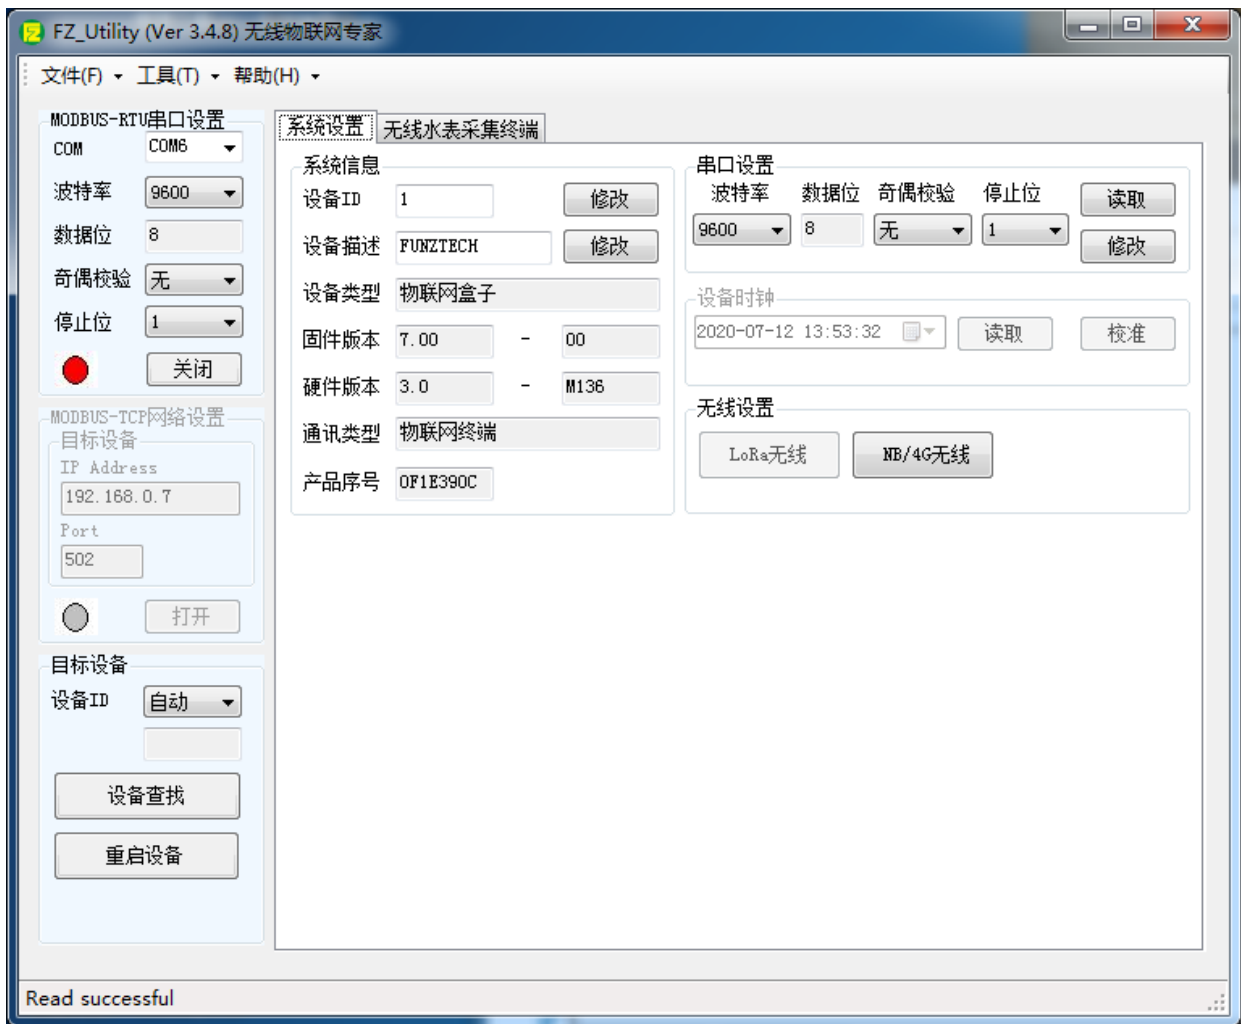 FZ_Utility (Ver 3.4.8) 无线物联网专家
文件(F) 工具(T) 帮助(H)
MODBUS-RTU串口设置
COM COM6
波特率 9600
数据位 8
奇偶校验 无
停止位 1
关闭
MODBUS-TCP网络设置
目标设备
IP Address
192.168.0.7
Port
502
打开
目标设备
设备ID 自动
设备查找
重启设备
系统设置 无线水表采集终端
系统信息
设备ID 1 修改
设备描述 FUNZTECH 修改
设备类型 物联网盒子
固件版本 7.00 - 00
硬件版本 3.0 - M136
通讯类型 物联网终端
产品序号 0F1E390C
串口设置
波特率 数据位 奇偶校验 停止位 读取
9600 8 无 1 修改
设备时钟
2020-07-12 13:53:32 读取 校准
无线设置
LoRa无线 NB/4G无线
Read successful